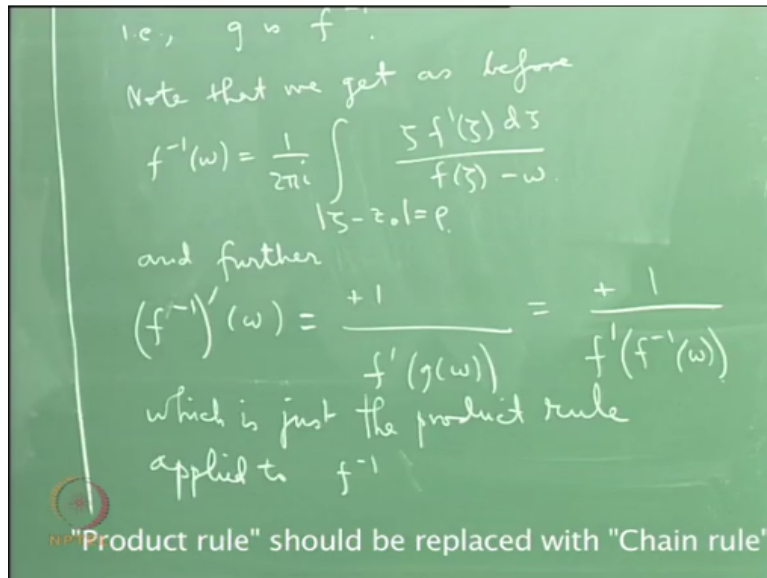 i.e., g is f⁻¹.
Note that we get as before
f⁻¹(w) = 1/2πi ∫ ζ f'(ζ) dζ / f(ζ) - w.
|ζ - z₀| = ρ
and further
(f⁻¹)'(w) = +1 / f'(g(w)) = + 1 / f'(f⁻¹(w))
which is just the product rule
applied to f⁻¹
NPTEL
"Product rule" should be replaced with "Chain rule"